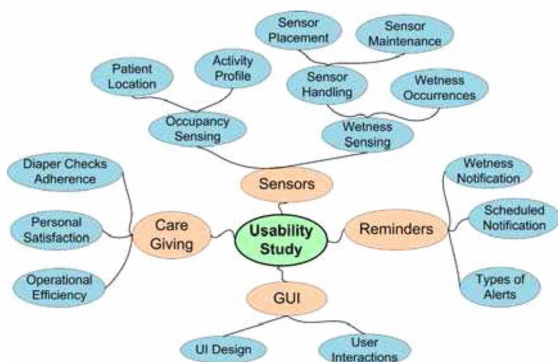 Sensor
Placement
Sensor
Maintenance
Patient
Location
Activity
Profile
Sensor
Handling
Wetness
Occurrences
Occupancy
Sensing
Wetness
Sensing
Diaper Checks
Adherence
Sensors
Wetness
Notification
Personal
Satisfaction
Care
Giving
Usability
Study
Reminders
Scheduled
Notification
Operational
Efficiency
GUI
Types of
Alerts
UI Design
User
Interactions